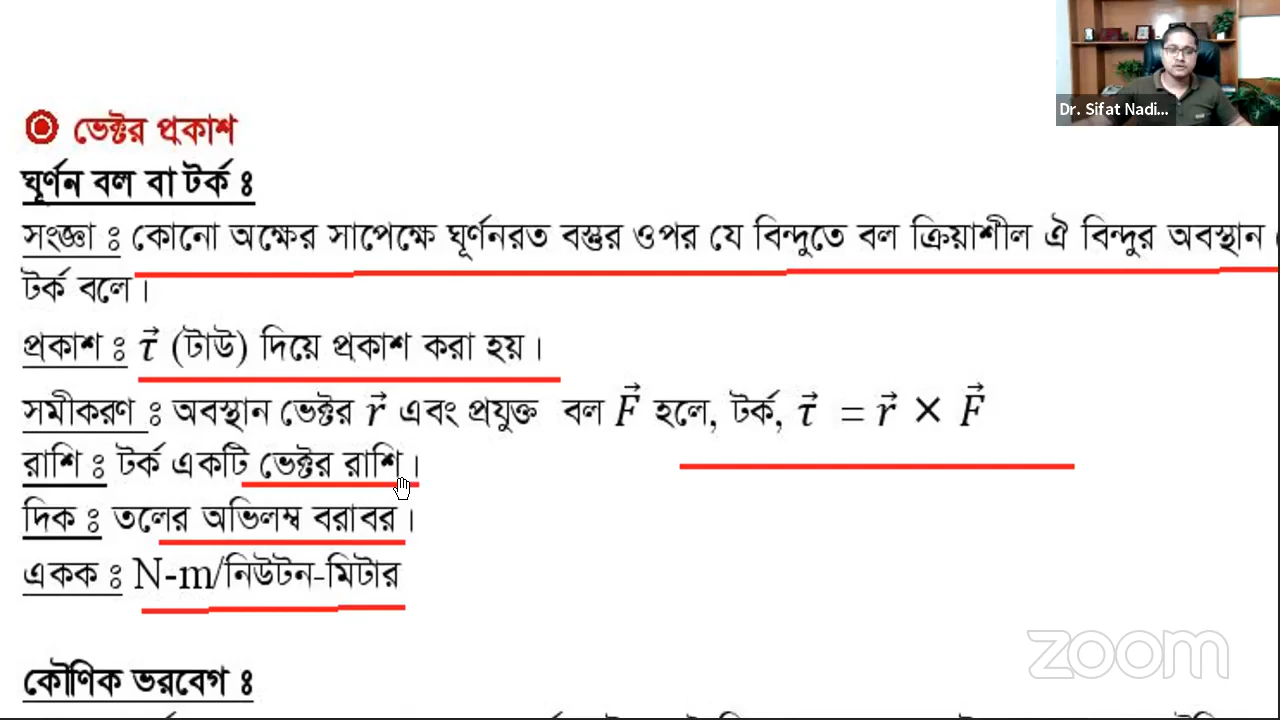 Dr. Sifat Nadi...
ভেক্টর প্রকাশ
ঘূর্ণন বল বা টর্ক ঃ
সংজ্ঞা ঃ কোনো অক্ষের সাপেক্ষে ঘূর্ণনরত বস্তুর ওপর যে বিন্দুতে বল ক্রিয়াশীল ঐ বিন্দুর অবস্থান
টর্ক বলে।
প্রকাশ ঃ τ⃗ (টাউ) দিয়ে প্রকাশ করা হয়।
সমীকরণ ঃ অবস্থান ভেক্টর r⃗ এবং প্রযুক্ত বল F⃗ হলে, টর্ক, τ⃗ = r⃗ × F⃗
রাশি ঃ টর্ক একটি ভেক্টর রাশি।
দিক ঃ তলের অভিলম্ব বরাবর।
একক ঃ N-m/নিউটন-মিটার
zoom
কৌণিক ভরবেগ ঃ